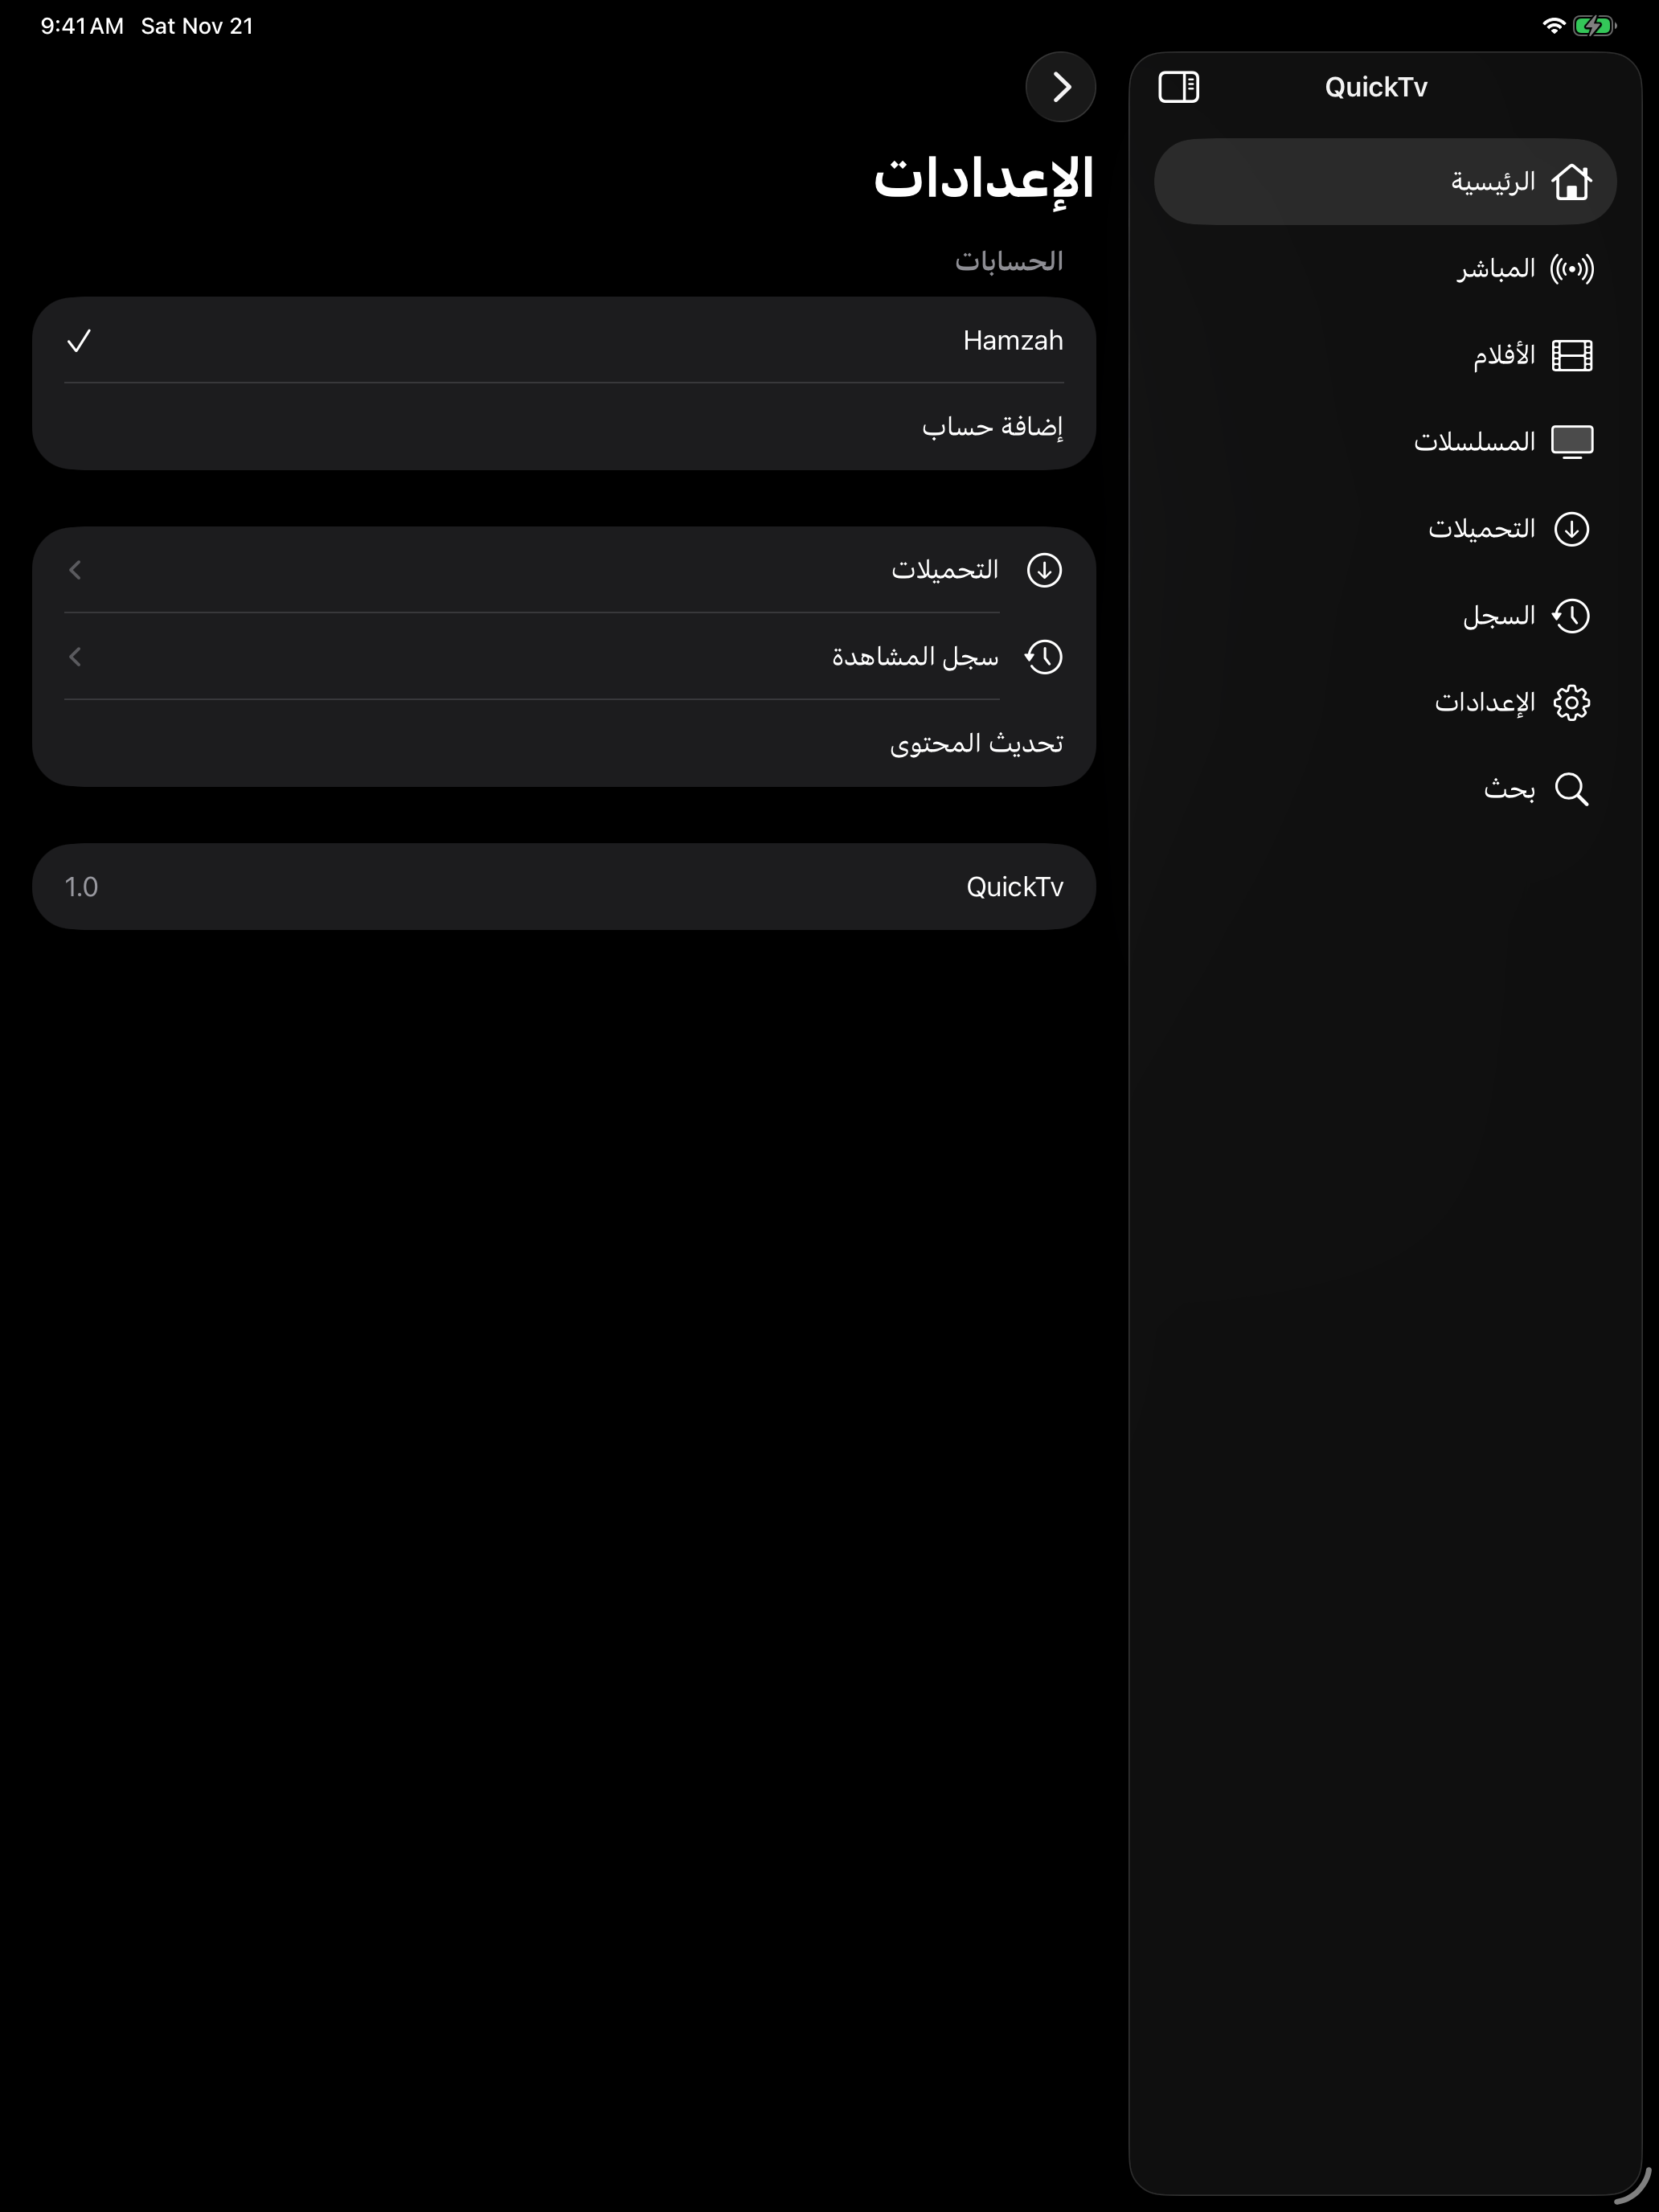 9:41 AM Sat Nov 21
QuickTv
الرئيسية
المباشر
الأفلام
المسلسلات
التحميلات
السجل
الإعدادات
بحث
الإعدادات
الحسابات
Hamzah
إضافة حساب
التحميلات
سجل المشاهدة
تحديث المحتوى
QuickTv 1.0